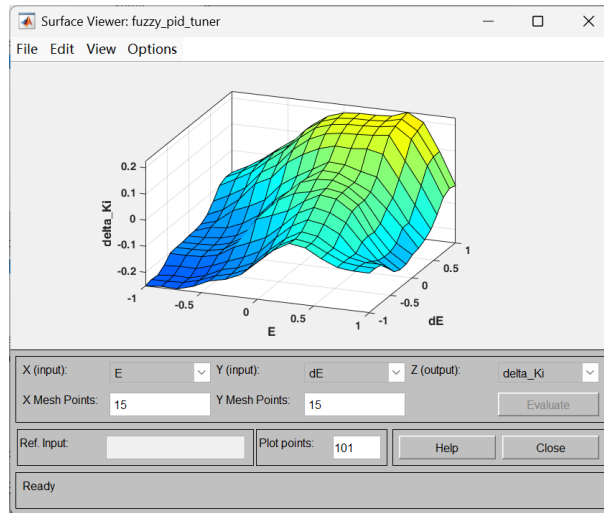 Surface Viewer: fuzzy_pid_tuner
File Edit View Options
0.2
0.1
0
-0.1
-0.2
delta_Ki
-1
-0.5
0
0.5
1
E
-1
-0.5
0
0.5
1
dE
X (input): E Y (input): dE Z (output): delta_Ki
X Mesh Points: 15 Y Mesh Points: 15 Evaluate
Ref. Input: Plot points: 101 Help Close
Ready